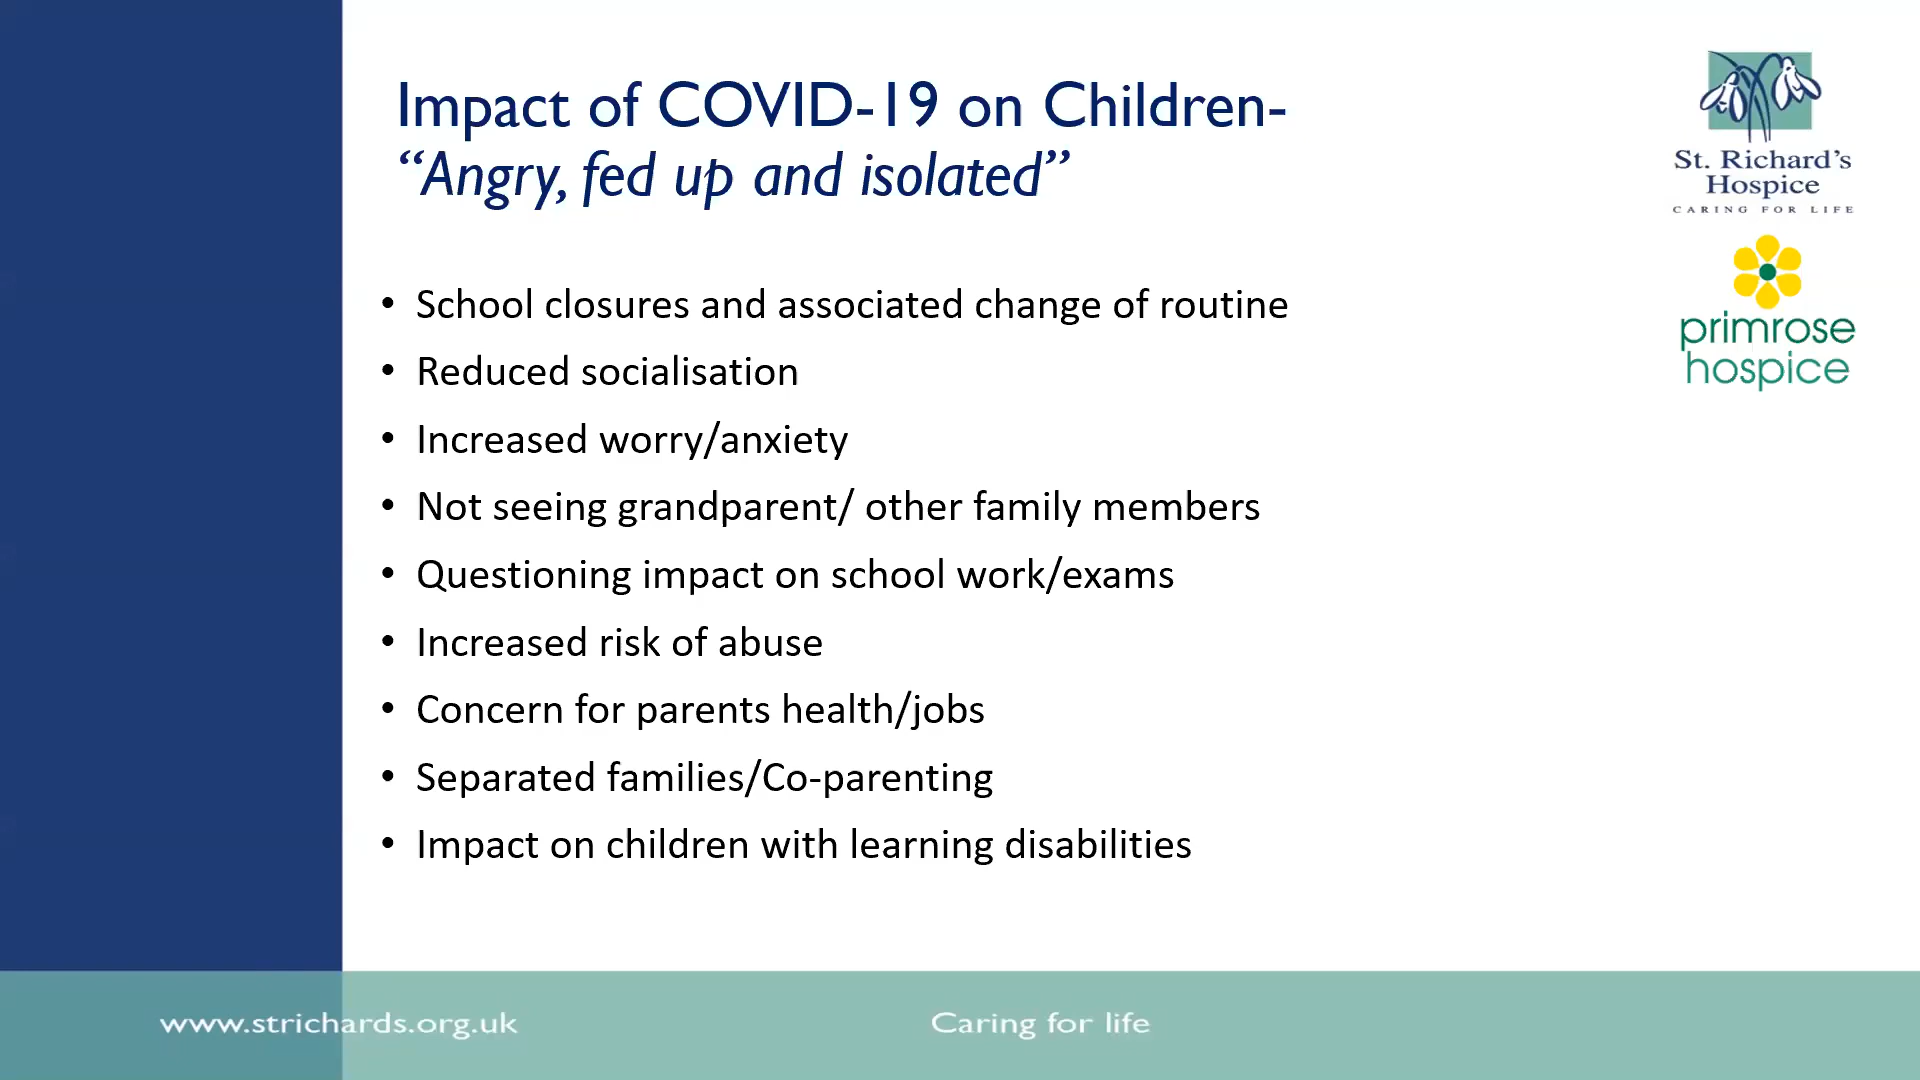 Impact of COVID-19 on Children-
“Angry, fed up and isolated”
• School closures and associated change of routine
• Reduced socialisation
• Increased worry/anxiety
• Not seeing grandparent/ other family members
• Questioning impact on school work/exams
• Increased risk of abuse
• Concern for parents health/jobs
• Separated families/Co-parenting
• Impact on children with learning disabilities
St. Richard’s
Hospice
CARING FOR LIFE
primrose
hospice
www.strichards.org.uk
Caring for life